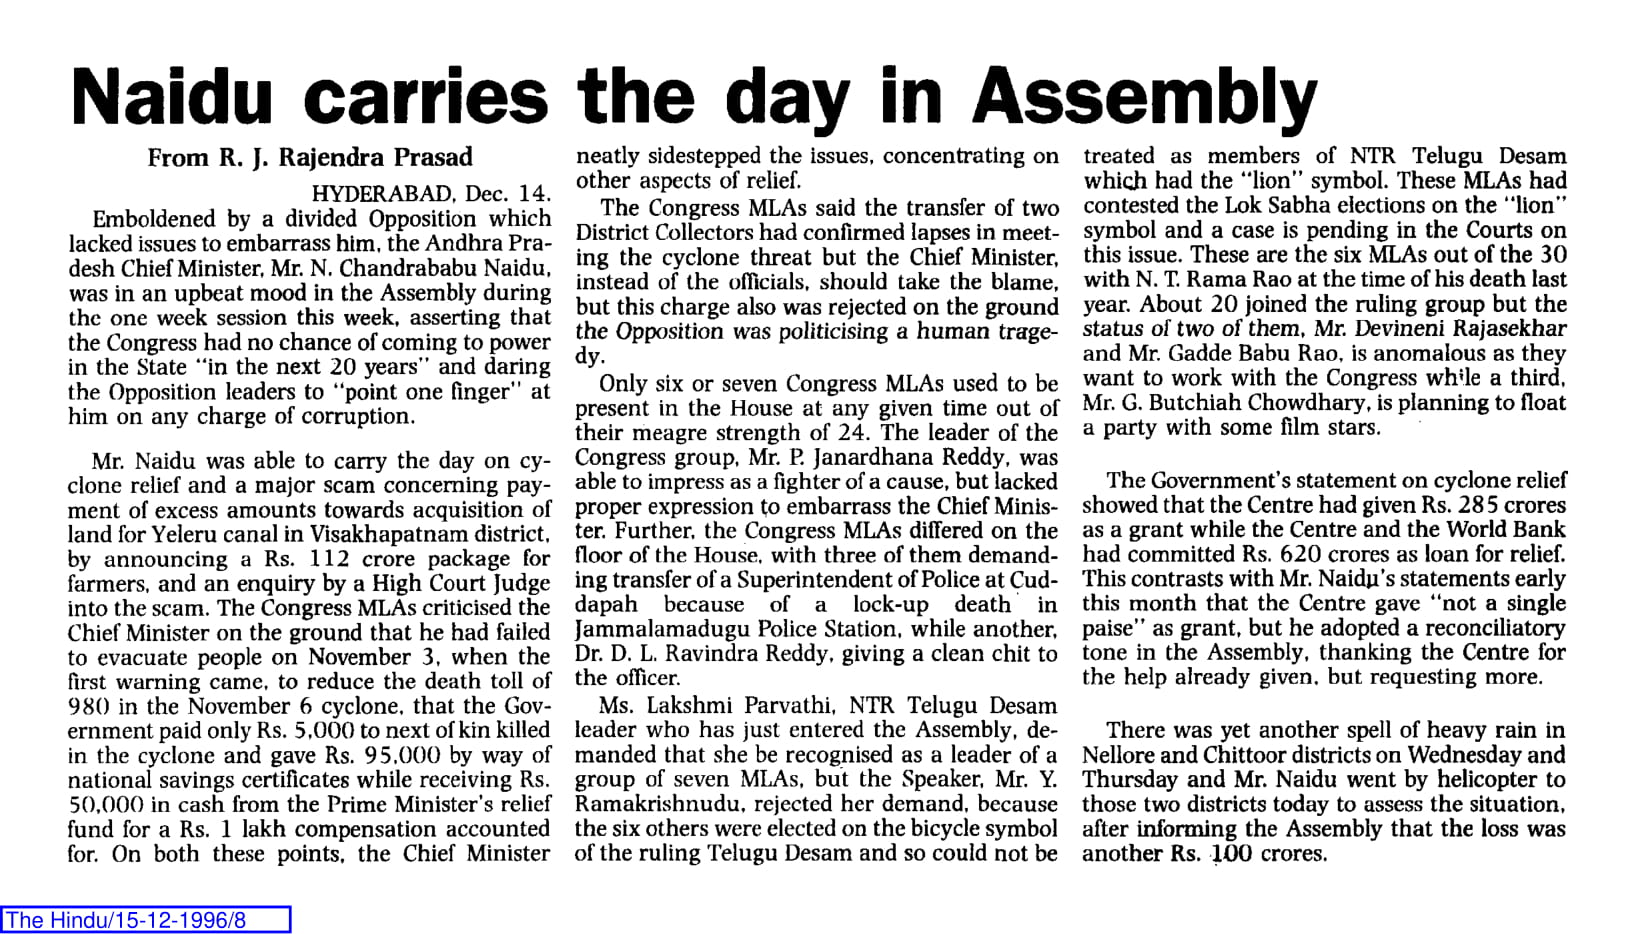 Naidu carries the day in Assembly
From R. J. Rajendra Prasad
HYDERABAD, Dec. 14.
Emboldened by a divided Opposition which
lacked issues to embarrass him, the Andhra Pra-
desh Chief Minister, Mr. N. Chandrababu Naidu,
was in an upbeat mood in the Assembly during
the one week session this week, asserting that
the Congress had no chance of coming to power
in the State "in the next 20 years" and daring
the Opposition leaders to "point one finger" at
him on any charge of corruption.
Mr. Naidu was able to carry the day on cy-
clone relief and a major scam concerning pay-
ment of excess amounts towards acquisition of
land for Yeleru canal in Visakhapatnam district,
by announcing a Rs. 112 crore package for
farmers, and an enquiry by a High Court Judge
into the scam. The Congress MLAs criticised the
Chief Minister on the ground that he had failed
to evacuate people on November 3, when the
first warning came, to reduce the death toll of
980 in the November 6 cyclone, that the Gov-
ernment paid only Rs. 5,000 to next of kin killed
in the cyclone and gave Rs. 95,000 by way of
national savings certificates while receiving Rs.
50,000 in cash from the Prime Minister's relief
fund for a Rs. 1 lakh compensation accounted
for. On both these points, the Chief Minister
neatly sidestepped the issues, concentrating on
other aspects of relief.
The Congress MLAs said the transfer of two
District Collectors had confirmed lapses in meet-
ing the cyclone threat but the Chief Minister,
instead of the officials, should take the blame,
but this charge also was rejected on the ground
the Opposition was politicising a human trage-
dy.
Only six or seven Congress MLAs used to be
present in the House at any given time out of
their meagre strength of 24. The leader of the
Congress group, Mr. P. Janardhana Reddy, was
able to impress as a fighter of a cause, but lacked
proper expression to embarrass the Chief Minis-
ter. Further, the Congress MLAs differed on the
floor of the House, with three of them demand-
ing transfer of a Superintendent of Police at Cud-
dapah because of a lock-up death in
Jammalamadugu Police Station, while another,
Dr. D. L. Ravindra Reddy, giving a clean chit to
the officer.
Ms. Lakshmi Parvathi, NTR Telugu Desam
leader who has just entered the Assembly, de-
manded that she be recognised as a leader of a
group of seven MLAs, but the Speaker, Mr. Y.
Ramakrishnudu, rejected her demand, because
the six others were elected on the bicycle symbol
of the ruling Telugu Desam and so could not be
treated as members of NTR Telugu Desam
which had the "lion" symbol. These MLAs had
contested the Lok Sabha elections on the "lion"
symbol and a case is pending in the Courts on
this issue. These are the six MLAs out of the 30
with N. T. Rama Rao at the time of his death last
year. About 20 joined the ruling group but the
status of two of them, Mr. Devineni Rajasekhar
and Mr. Gadde Babu Rao, is anomalous as they
want to work with the Congress while a third,
Mr. G. Butchiah Chowdhary, is planning to float
a party with some film stars.
The Government's statement on cyclone relief
showed that the Centre had given Rs. 285 crores
as a grant while the Centre and the World Bank
had committed Rs. 620 crores as loan for relief.
This contrasts with Mr. Naidu's statements early
this month that the Centre gave "not a single
paise" as grant, but he adopted a reconciliatory
tone in the Assembly, thanking the Centre for
the help already given, but requesting more.
There was yet another spell of heavy rain in
Nellore and Chittoor districts on Wednesday and
Thursday and Mr. Naidu went by helicopter to
those two districts today to assess the situation,
after informing the Assembly that the loss was
another Rs. 100 crores.
The Hindu/15-12-1996/8